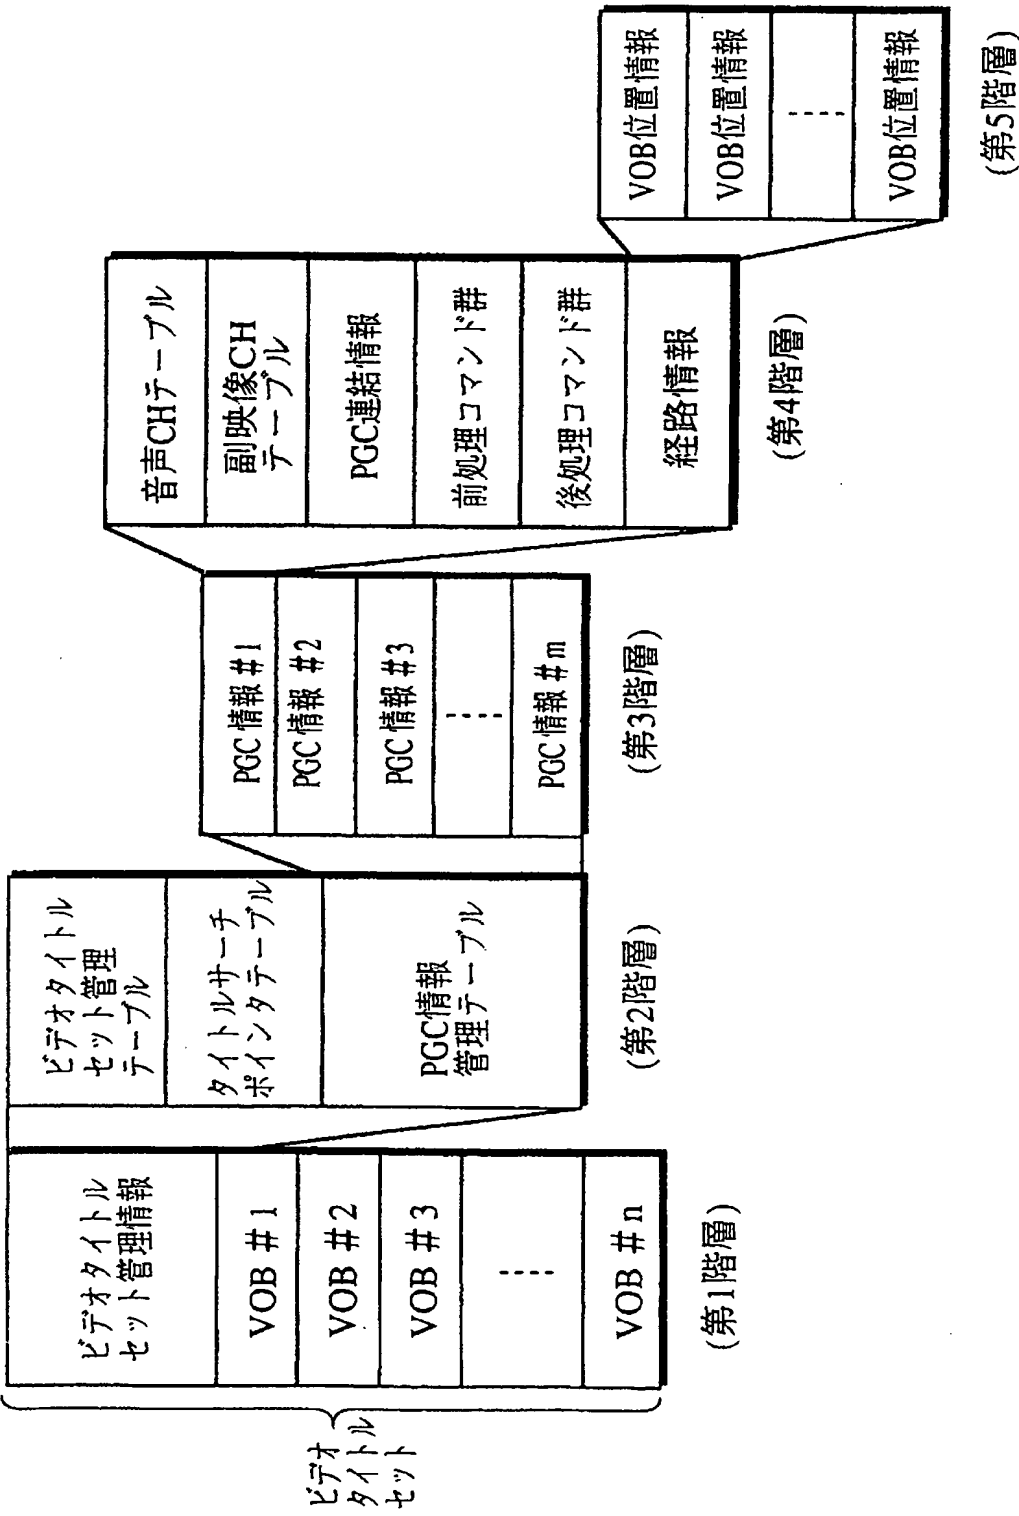 ビデオ
タイトル
セット
ビデオタイトル
セット管理情報
VOB #1
VOB #2
VOB #3
VOB #n
(第1階層)
ビデオタイトル
セット管理
テーブル
タイトルサーチ
ポインタテーブル
PGC情報
管理テーブル
(第2階層)
PGC情報#1
PGC情報 #2
PGC情報#3
PGC情報 #m
(第3階層)
音声CHテーブル
副映像CH
テーブル
PGC連結情報
前処理コマンド群
後処理コマンド群
経路情報
(第4階層)
VOB位置情報
VOB位置情報
VOB位置情報
(第5階層)